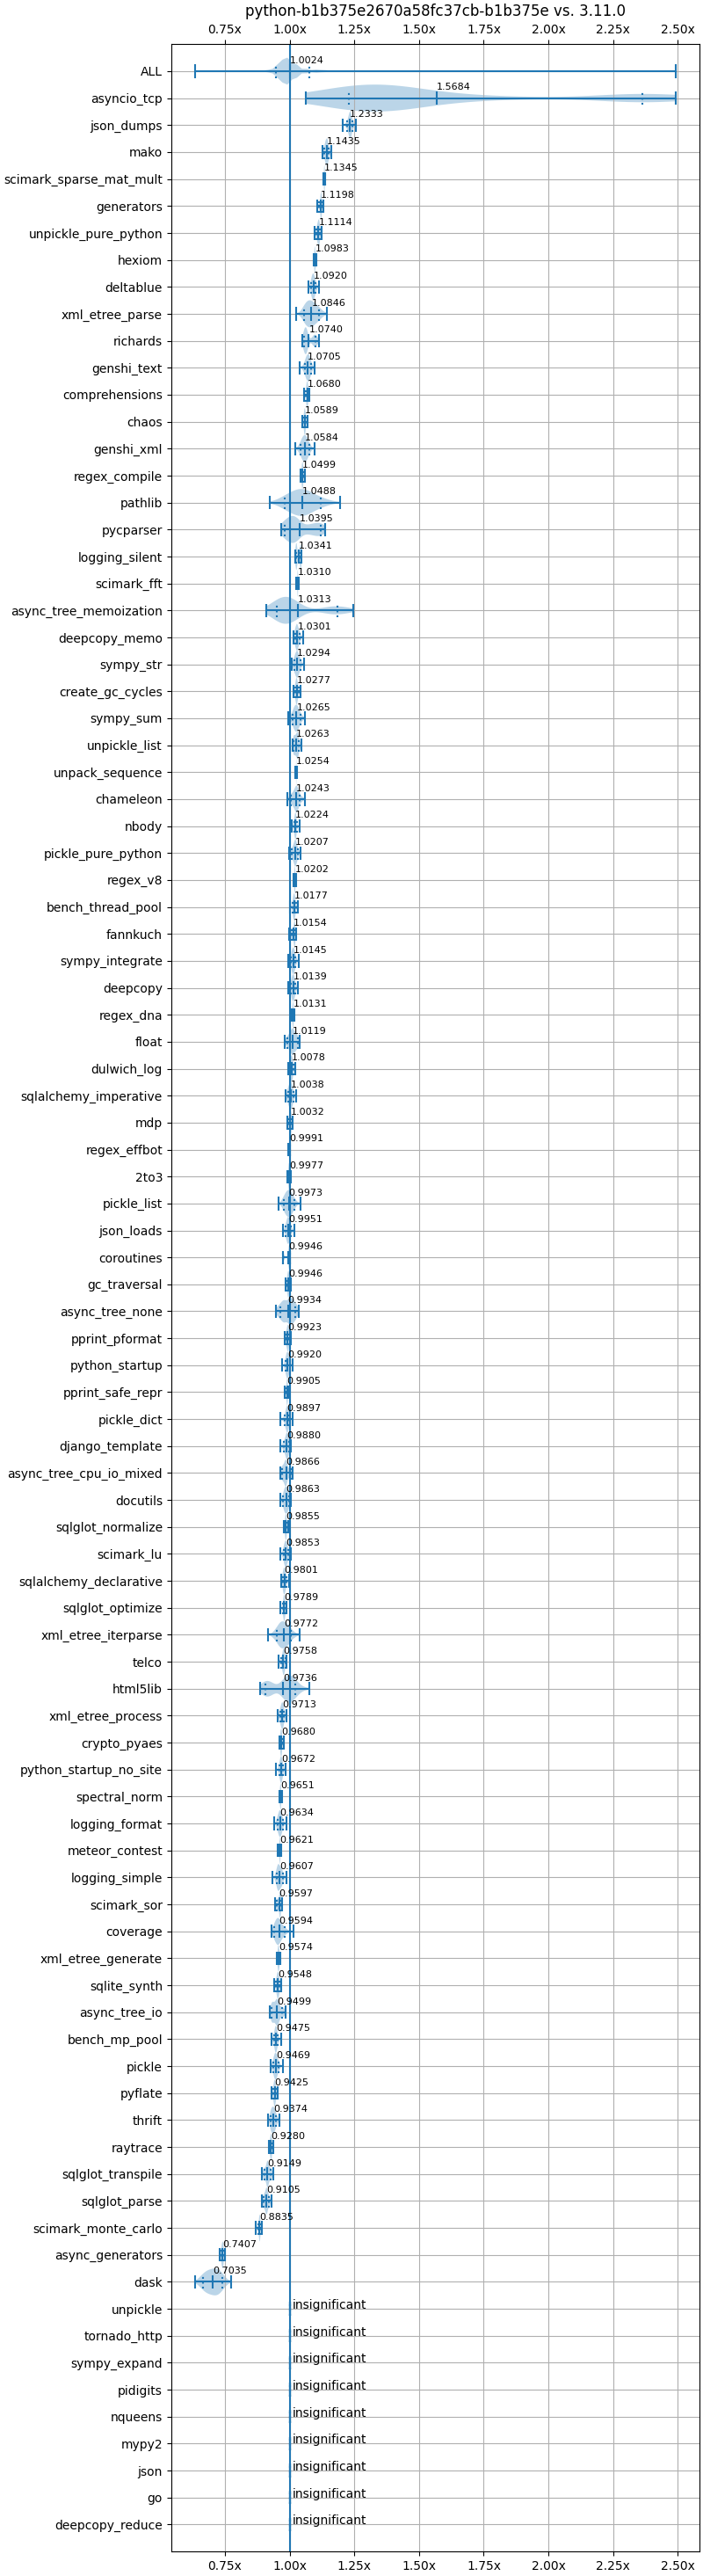 python-b1b375e2670a58fc37cb-b1b375e vs. 3.11.0
0.75x 1.00x 1.25x 1.50x 1.75x 2.00x 2.25x 2.50x
ALL 1.0024
asyncio_tcp 1.5684
json_dumps 1.2333
mako 1.1435
scimark_sparse_mat_mult 1.1345
generators 1.1198
unpickle_pure_python 1.1114
hexiom 1.0983
deltablue 1.0920
xml_etree_parse 1.0846
richards 1.0740
genshi_text 1.0705
comprehensions 1.0680
chaos 1.0589
genshi_xml 1.0584
regex_compile 1.0499
pathlib 1.0488
pycparser 1.0395
logging_silent 1.0341
scimark_fft 1.0310
async_tree_memoization 1.0313
deepcopy_memo 1.0301
sympy_str 1.0294
create_gc_cycles 1.0277
sympy_sum 1.0265
unpickle_list 1.0263
unpack_sequence 1.0254
chameleon 1.0243
nbody 1.0224
pickle_pure_python 1.0207
regex_v8 1.0202
bench_thread_pool 1.0177
fannkuch 1.0154
sympy_integrate 1.0145
deepcopy 1.0139
regex_dna 1.0131
float 1.0119
dulwich_log 1.0078
sqlalchemy_imperative 1.0038
mdp 1.0032
regex_effbot 0.9991
2to3 0.9977
pickle_list 0.9973
json_loads 0.9951
coroutines 0.9946
gc_traversal 0.9946
async_tree_none 0.9934
pprint_pformat 0.9923
python_startup 0.9920
pprint_safe_repr 0.9905
pickle_dict 0.9897
django_template 0.9880
async_tree_cpu_io_mixed 0.9866
docutils 0.9863
sqlglot_normalize 0.9855
scimark_lu 0.9853
sqlalchemy_declarative 0.9801
sqlglot_optimize 0.9789
xml_etree_iterparse 0.9772
telco 0.9758
html5lib 0.9736
xml_etree_process 0.9713
crypto_pyaes 0.9680
python_startup_no_site 0.9672
spectral_norm 0.9651
logging_format 0.9634
meteor_contest 0.9621
logging_simple 0.9607
scimark_sor 0.9597
coverage 0.9594
xml_etree_generate 0.9574
sqlite_synth 0.9548
async_tree_io 0.9499
bench_mp_pool 0.9475
pickle 0.9469
pyflate 0.9425
thrift 0.9374
raytrace 0.9280
sqlglot_transpile 0.9149
sqlglot_parse 0.9105
scimark_monte_carlo 0.8835
async_generators 0.7407
dask 0.7035
unpickle insignificant
tornado_http insignificant
sympy_expand insignificant
pidigits insignificant
nqueens insignificant
mypy2 insignificant
json insignificant
go insignificant
deepcopy_reduce insignificant
0.75x 1.00x 1.25x 1.50x 1.75x 2.00x 2.25x 2.50x